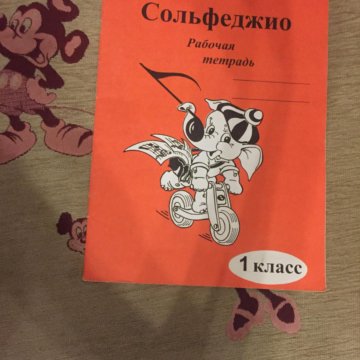 Сольфеджио
Рабочая
тетрадь
1 класс